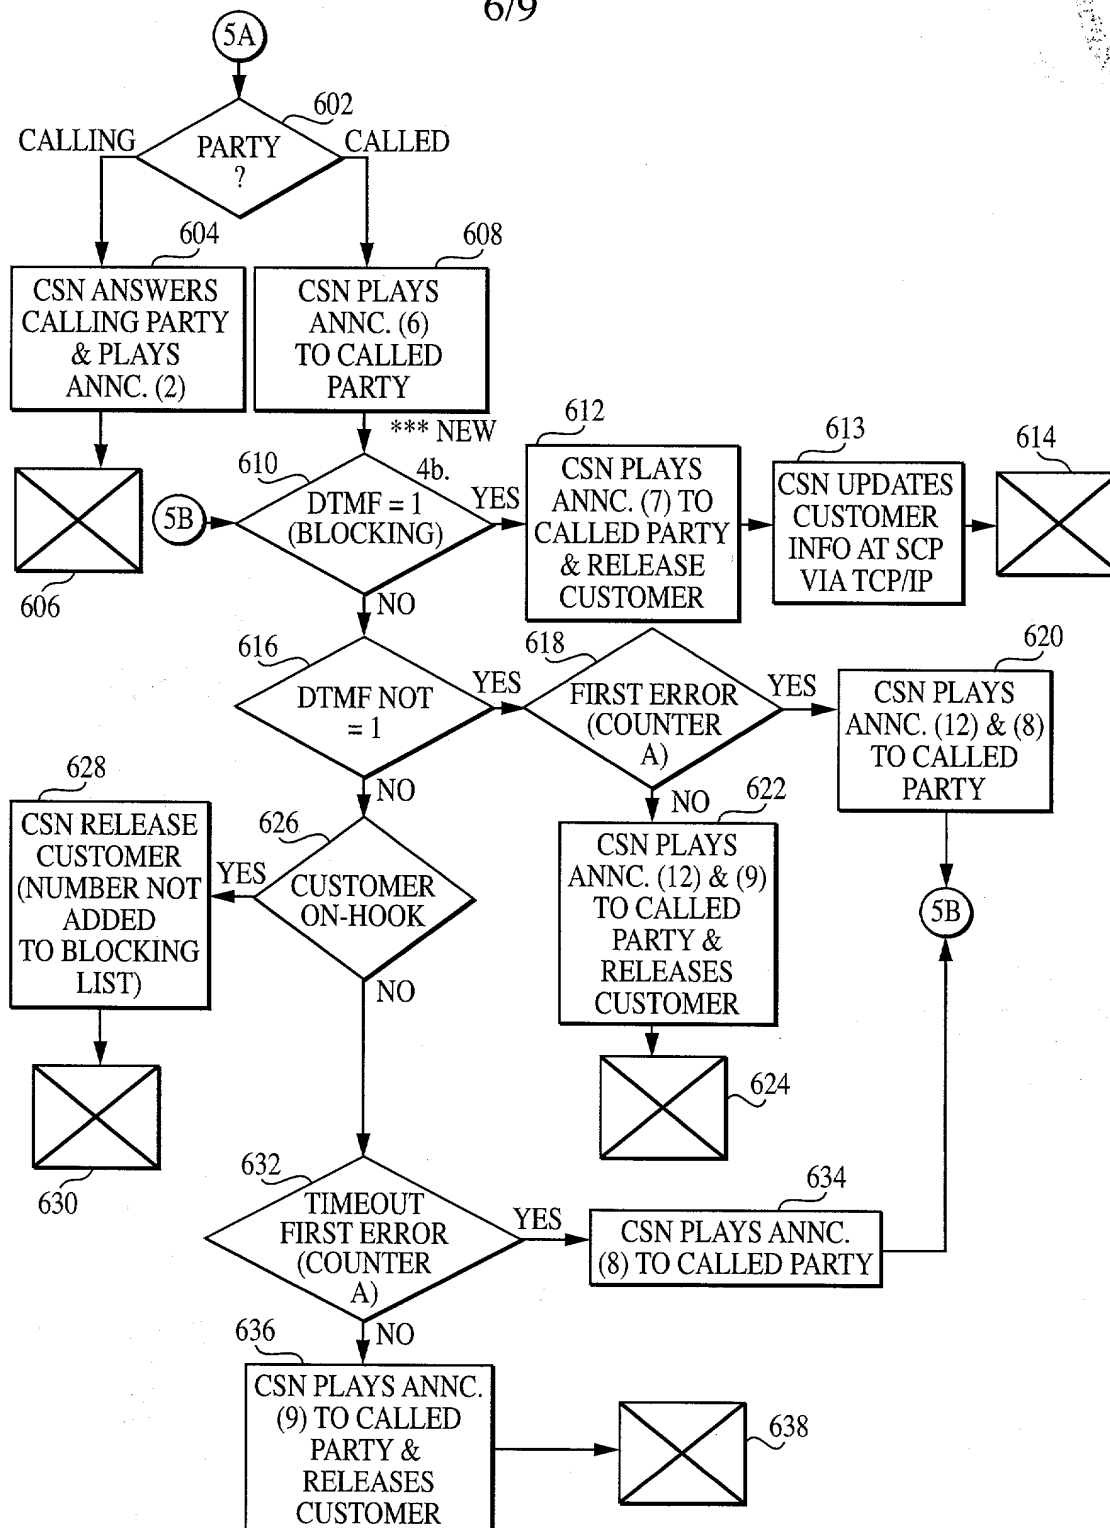 6/9
5A
602
CALLING
PARTY
?
CALLED
604
CSN ANSWERS
CALLING PARTY
& PLAYS
ANNC. (2)
608
CSN PLAYS
ANNC. (6)
TO CALLED
PARTY
*** NEW
4b.
606
5B
610
DTMF = 1
(BLOCKING)
YES
NO
612
CSN PLAYS
ANNC. (7) TO
CALLED PARTY
& RELEASE
CUSTOMER
613
CSN UPDATES
CUSTOMER
INFO AT SCP
VIA TCP/IP
614
616
DTMF NOT
= 1
YES
NO
618
FIRST ERROR
(COUNTER
A)
YES
NO
620
CSN PLAYS
ANNC. (12) & (8)
TO CALLED
PARTY
5B
622
CSN PLAYS
ANNC. (12) & (9)
TO CALLED
PARTY &
RELEASES
CUSTOMER
624
626
CUSTOMER
ON-HOOK
YES
NO
628
CSN RELEASE
CUSTOMER
(NUMBER NOT
ADDED
TO BLOCKING
LIST)
630
632
TIMEOUT
FIRST ERROR
(COUNTER
A)
YES
NO
634
CSN PLAYS ANNC.
(8) TO CALLED PARTY
636
CSN PLAYS ANNC.
(9) TO CALLED
PARTY &
RELEASES
CUSTOMER
638